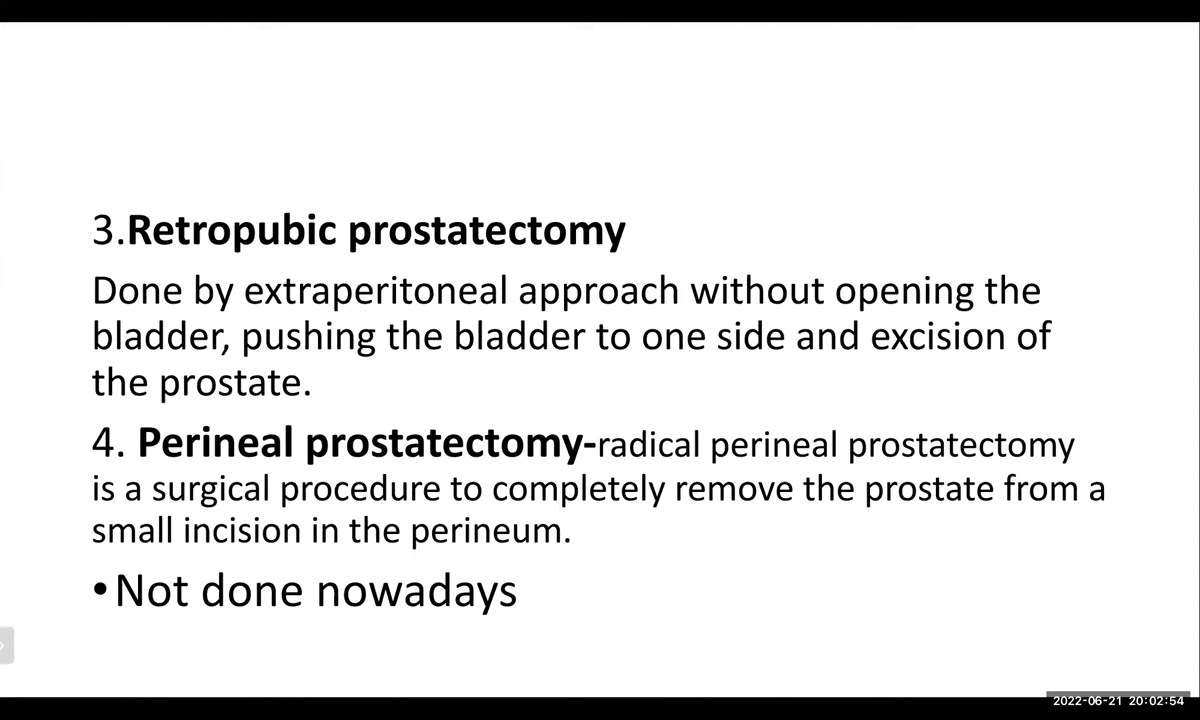 3.Retropubic prostatectomy
Done by extraperitoneal approach without opening the
bladder, pushing the bladder to one side and excision of
the prostate.
4. Perineal prostatectomy-radical perineal prostatectomy
is a surgical procedure to completely remove the prostate from a
small incision in the perineum.
•Not done nowadays
2022-06-21 20:02:54